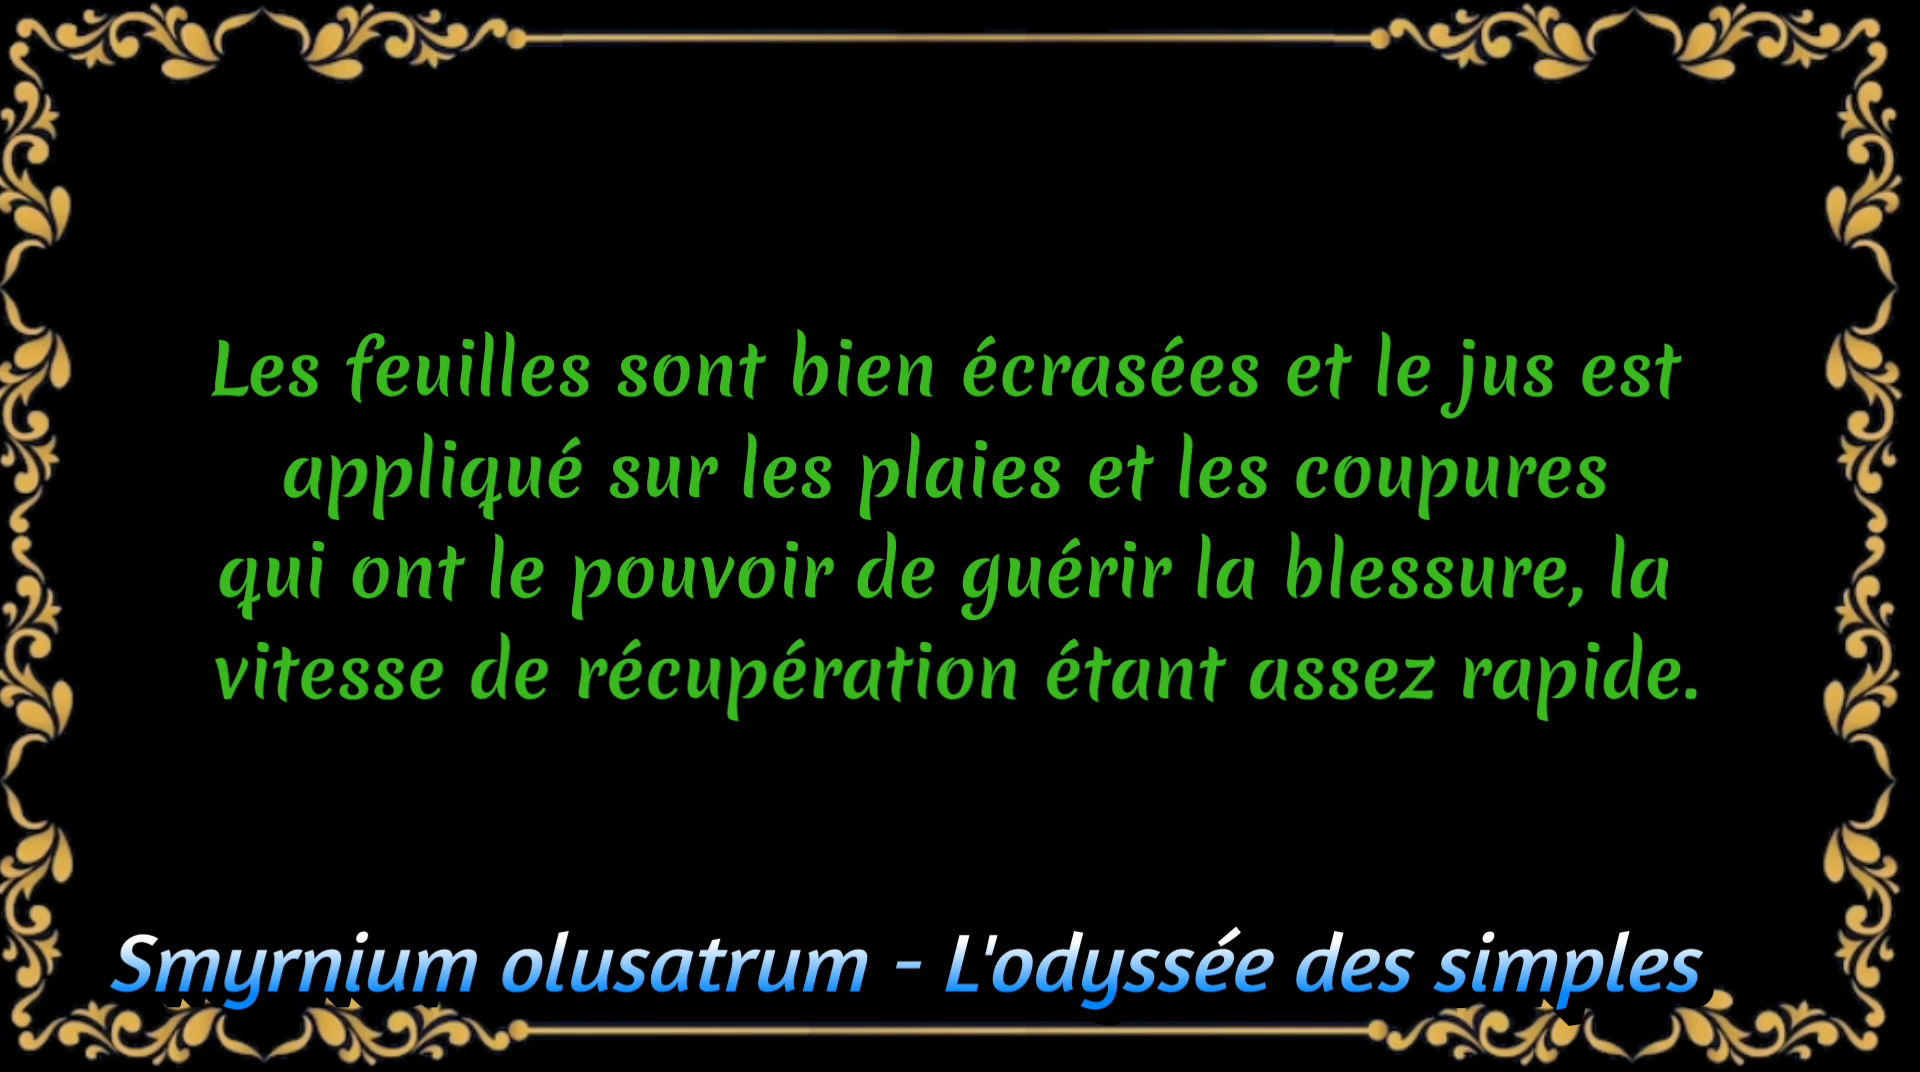 Les feuilles sont bien écrasées et le jus est
appliqué sur les plaies et les coupures
qui ont le pouvoir de guérir la blessure, la
vitesse de récupération étant assez rapide.
Smyrnium olusatrum - L'odyssée des simples